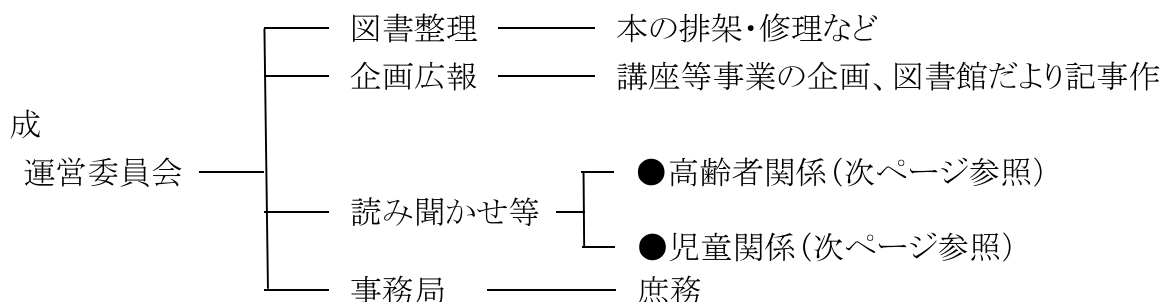 図書整理 本の排架・修理など
企画広報 講座等事業の企画、図書館だより記事作
成
運営委員会
●高齢者関係(次ページ参照)
読み聞かせ等
●児童関係(次ページ参照)
事務局 庶務